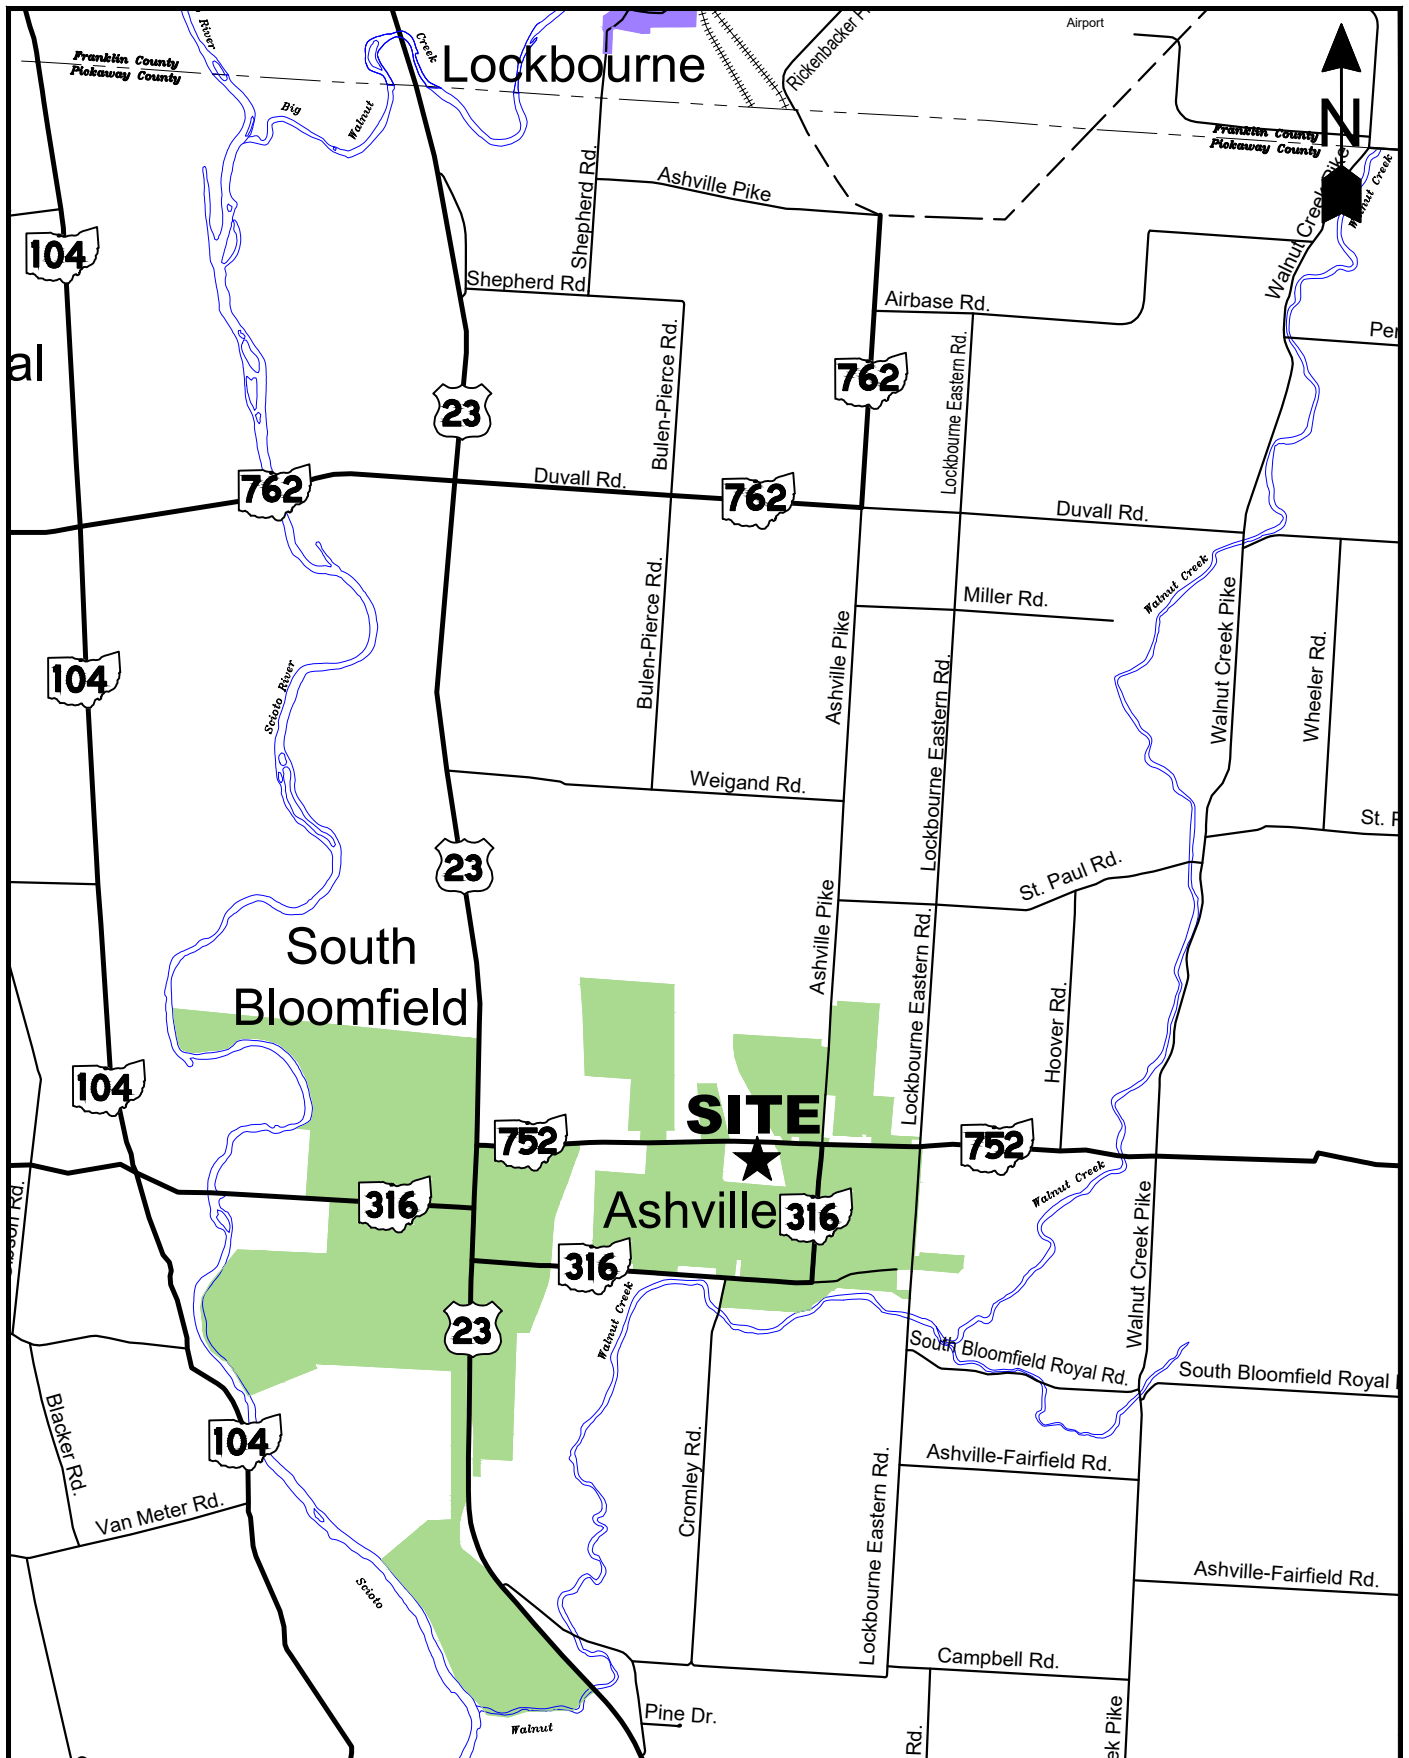 River
Creek
Rickenbacker
Airport
Lockbourne
Franklin County
Pickaway County
Big
Walnut
N
Franklin County
Pickaway County
Walnut Creek
Shepherd Rd.
Ashville Pike
Walnut Creek Pike
104
Shepherd Rd
Airbase Rd.
Per
al
762
23
Bulen-Pierce Rd.
Lockbourne Eastern Rd.
762
Duvall Rd.
762
Duvall Rd.
Walnut Creek
Miller Rd.
Bulen-Pierce Rd.
Ashville Pike
Walnut Creek Pike
Wheeler Rd.
104
Scioto River
Lockbourne Eastern Rd.
Weigand Rd.
St.
23
St. Paul Rd.
Ashville Pike
Lockbourne Eastern Rd.
South
Bloomfield
Hoover Rd.
104
SITE
752
752
Walnut Creek
316
Ashville
316
Rd.
Walnut Creek Pike
316
Walnut Creek
23
South Bloomfield Royal Rd.
South Bloomfield Royal
Blacker Rd.
104
Cromley Rd.
Ashville-Fairfield Rd.
Van Meter Rd.
Lockbourne Eastern Rd.
Ashville-Fairfield Rd.
Scioto
Campbell Rd.
Pine Dr.
Walnut
Rd.
ek Pike